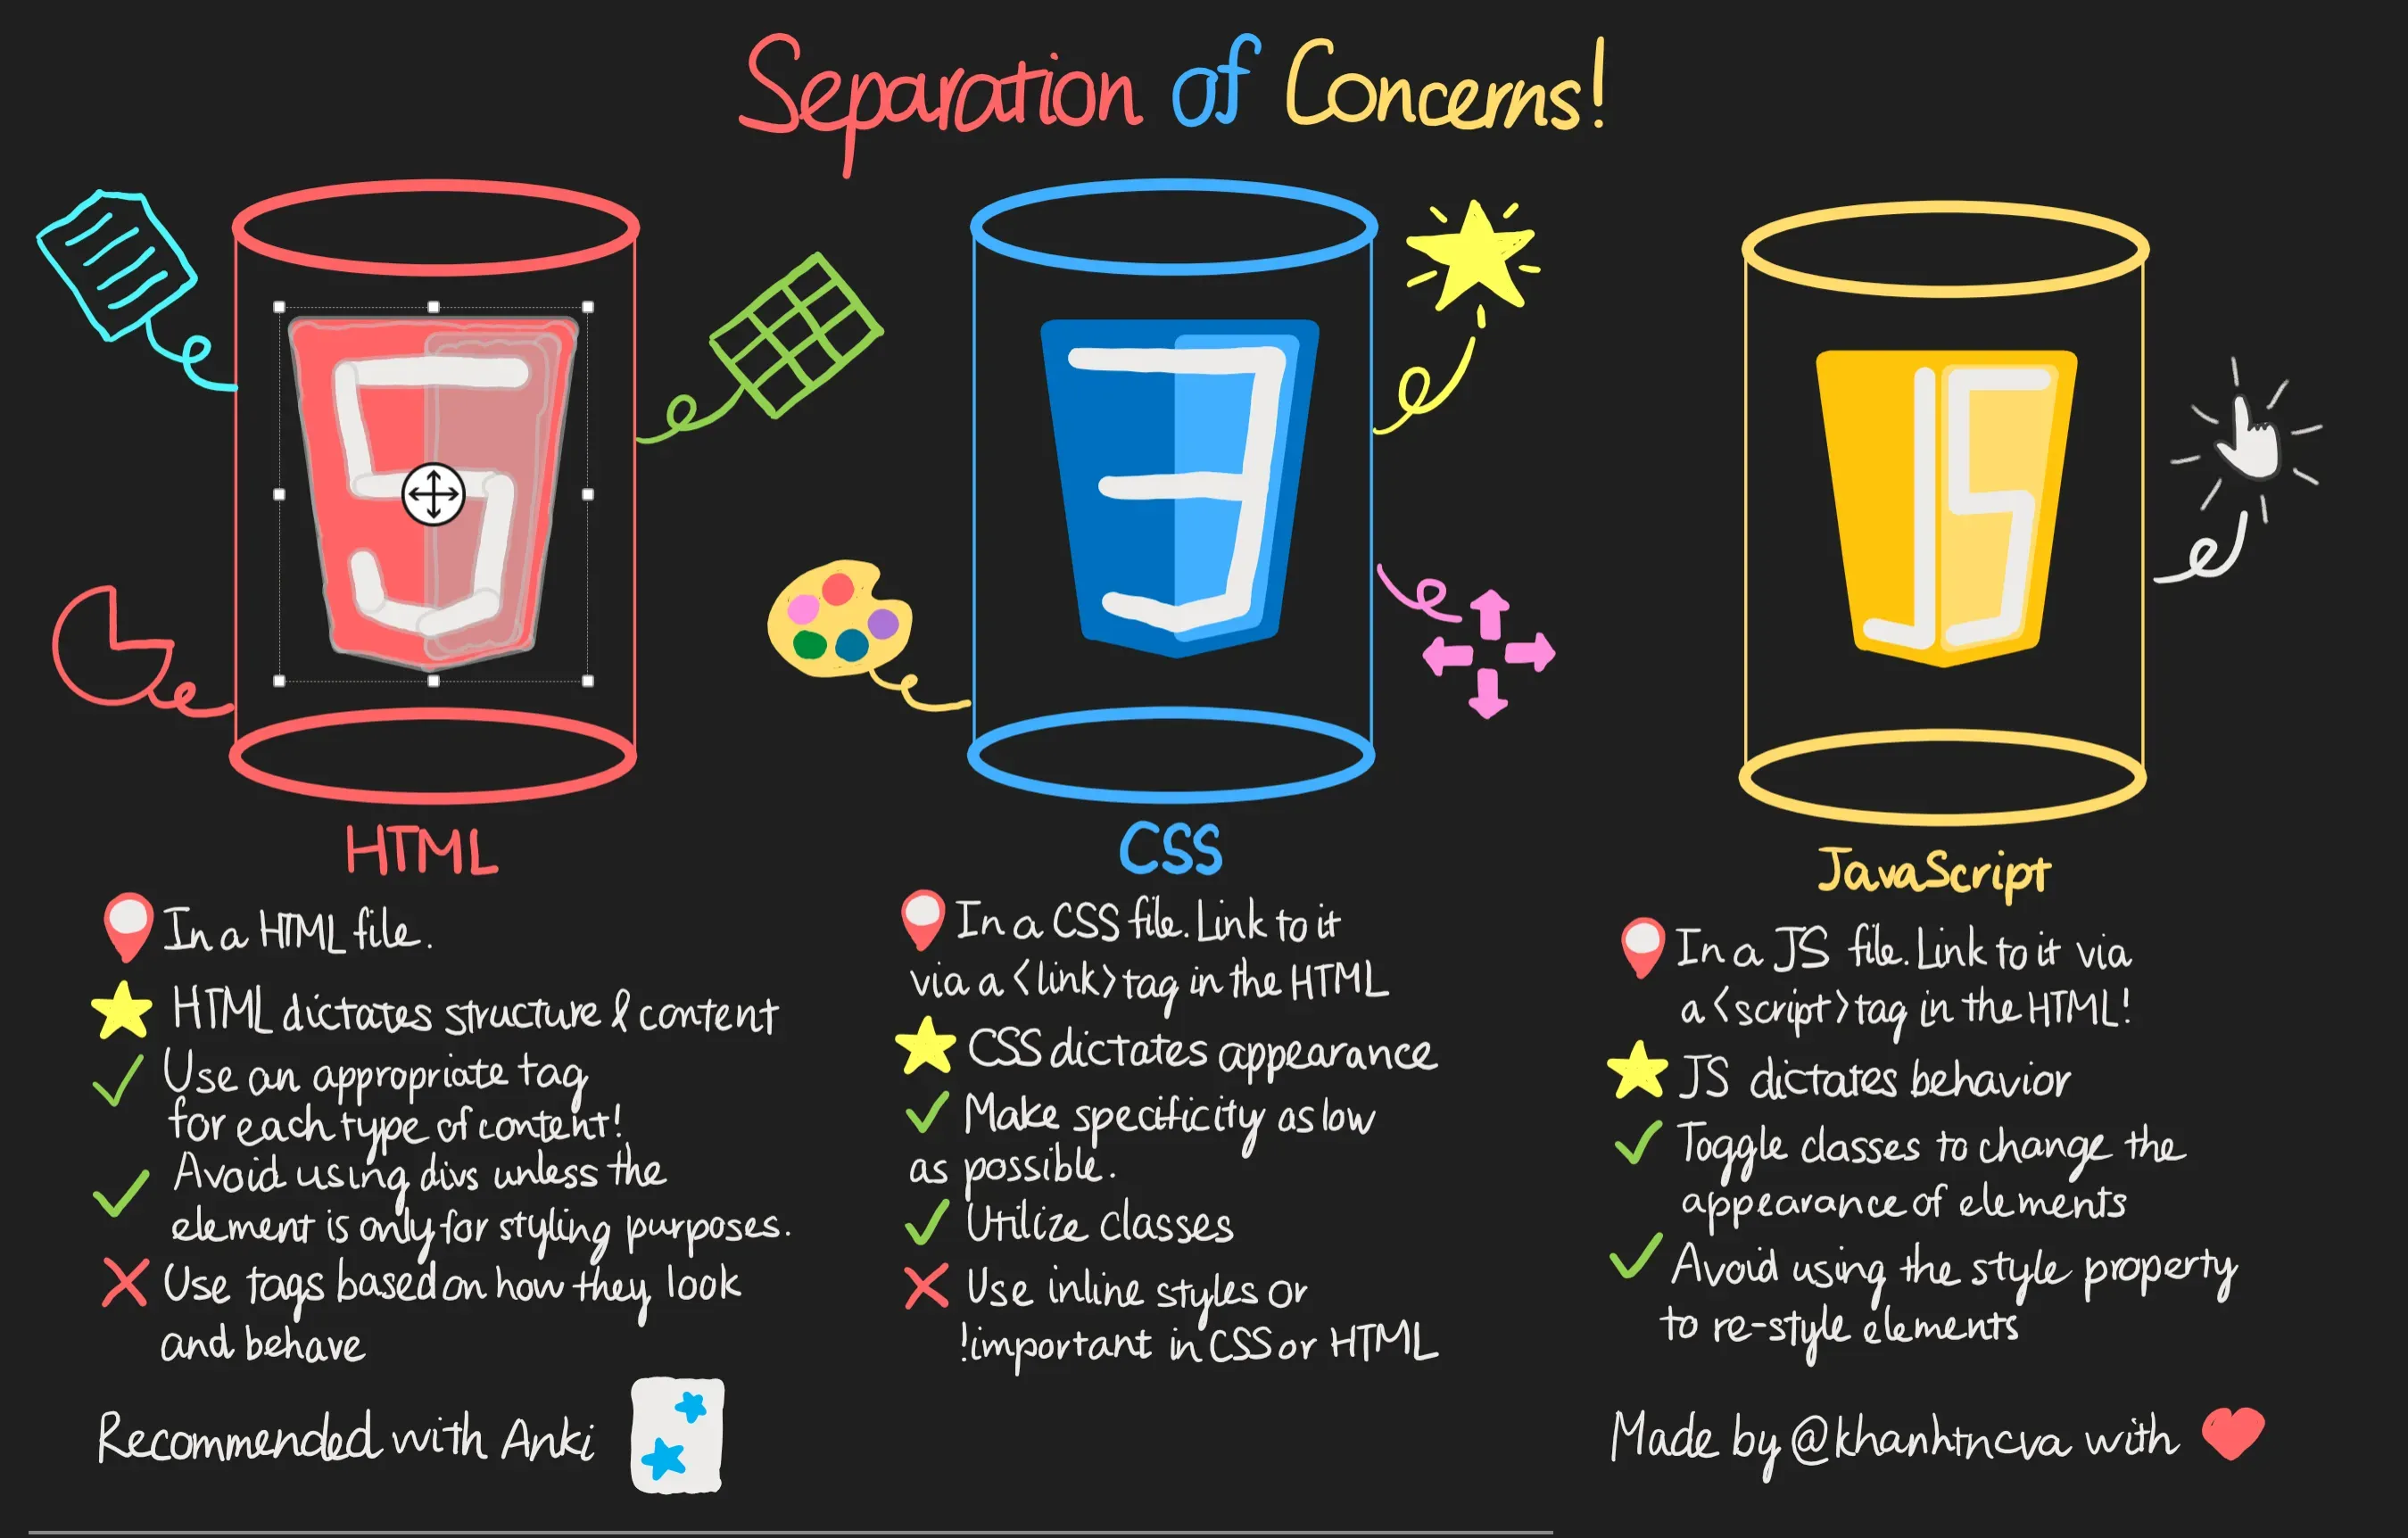 Separation of Concerns!
5
3
JS
HTML
In a HTML file.
HTML dictates structure & content
Use an appropriate tag
for each type of content!
Avoid using divs unless the
element is only for styling purposes.
Use tags based on how they look
and behave
Recommended with Anki
CSS
In a CSS file. Link to it
via a <link> tag in the HTML
CSS dictates appearance
Make specificity as low
as possible.
Utilize classes
Use inline styles or
!important in CSS or HTML
JavaScript
In a JS file. Link to it via
a <script> tag in the HTML!
JS dictates behavior
Toggle classes to change the
appearance of elements
Avoid using the style property
to re-style elements
Made by @khanhtncva with